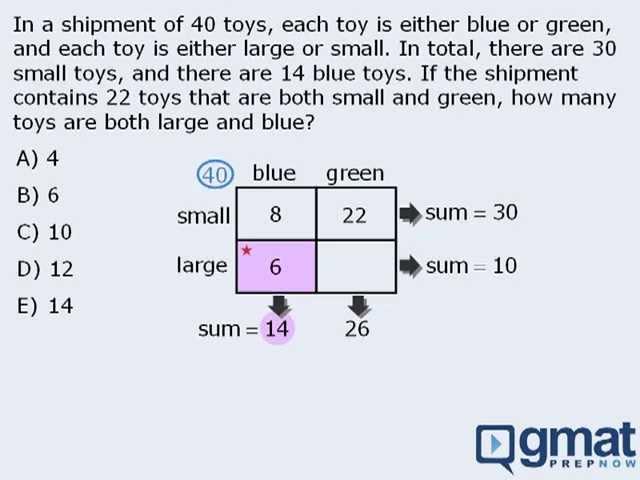 In a shipment of 40 toys, each toy is either blue or green,
and each toy is either large or small. In total, there are 30
small toys, and there are 14 blue toys. If the shipment
contains 22 toys that are both small and green, how many
toys are both large and blue?
A) 4
B) 6
C) 10
D) 12
E) 14
40 blue green
small 8 22 sum = 30
large 6 sum = 10
sum = 14 26
gmat
PREPNOW